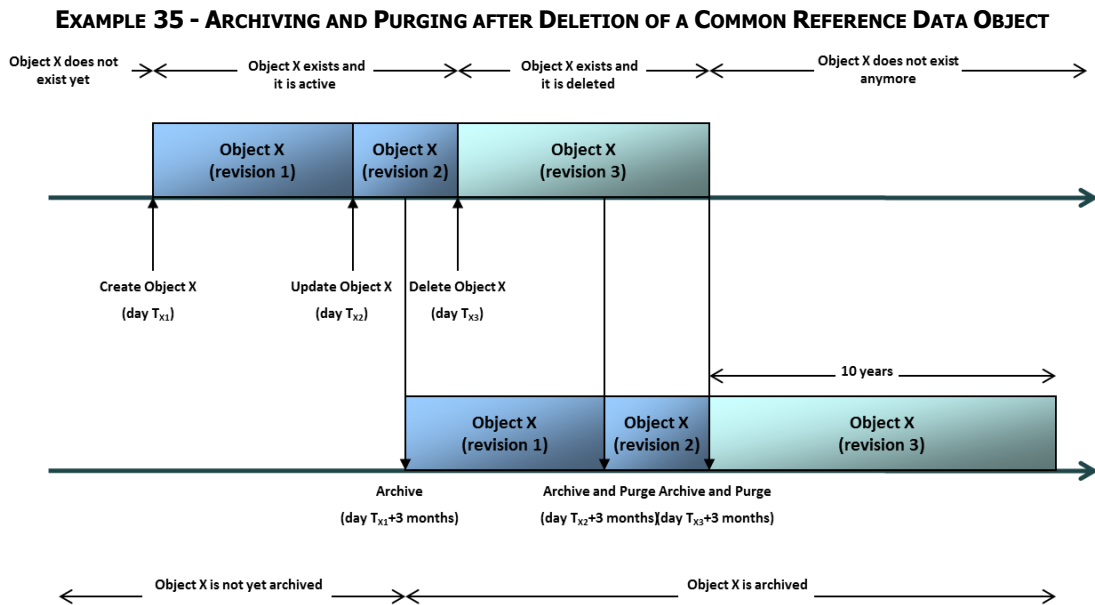 EXAMPLE 35 - ARCHIVING AND PURGING AFTER DELETION OF A COMMON REFERENCE DATA OBJECT
Object X does not
exist yet
Object X exists and
it is active
Object X exists and
it is deleted
Object X does not exist
anymore
Object X
(revision 1)
Object X
(revision 2)
Object X
(revision 3)
Create Object X
(day TX1)
Update Object X
(day TX2)
Delete Object X
(day TX3)
10 years
Object X
(revision 1)
Object X
(revision 2)
Object X
(revision 3)
Archive
(day TX1+3 months)
Archive and Purge
(day TX2+3 months)
Archive and Purge
(day TX3+3 months)
Object X is not yet archived
Object X is archived